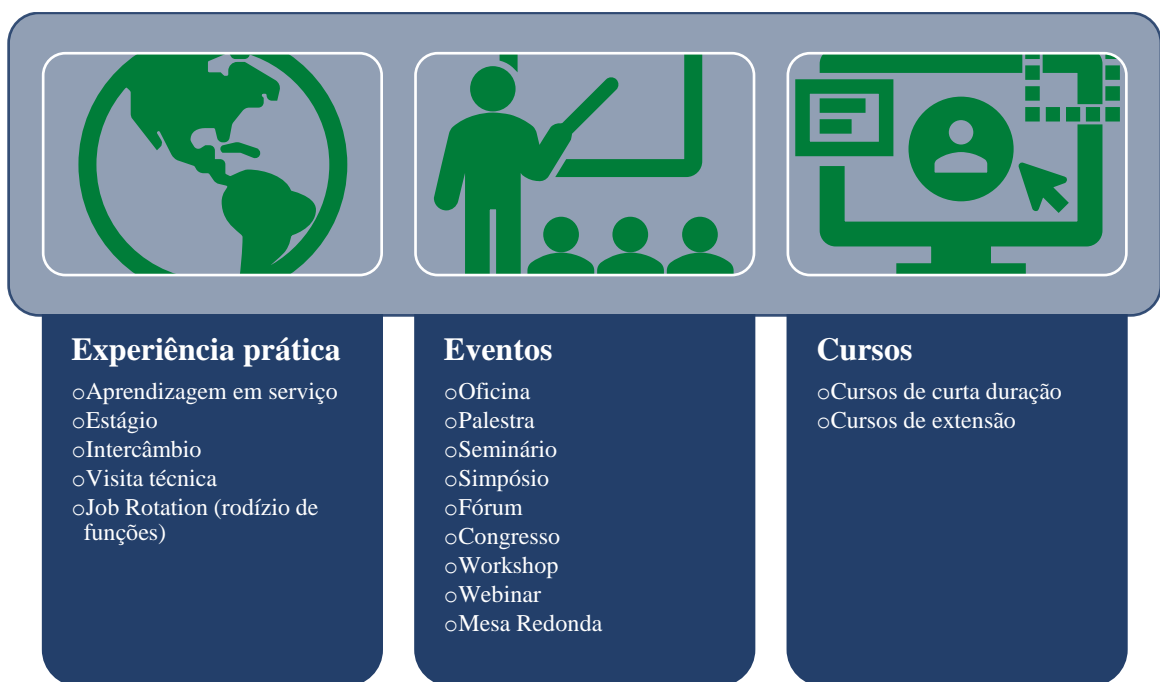 Experiência prática
oAprendizagem em serviço
oEstágio
oIntercâmbio
oVisita técnica
oJob Rotation (rodízio de
funções)
Eventos
oOficina
oPalestra
oSeminário
oSimpósio
oFórum
oCongresso
oWorkshop
oWebinar
oMesa Redonda
Cursos
oCursos de curta duração
oCursos de extensão